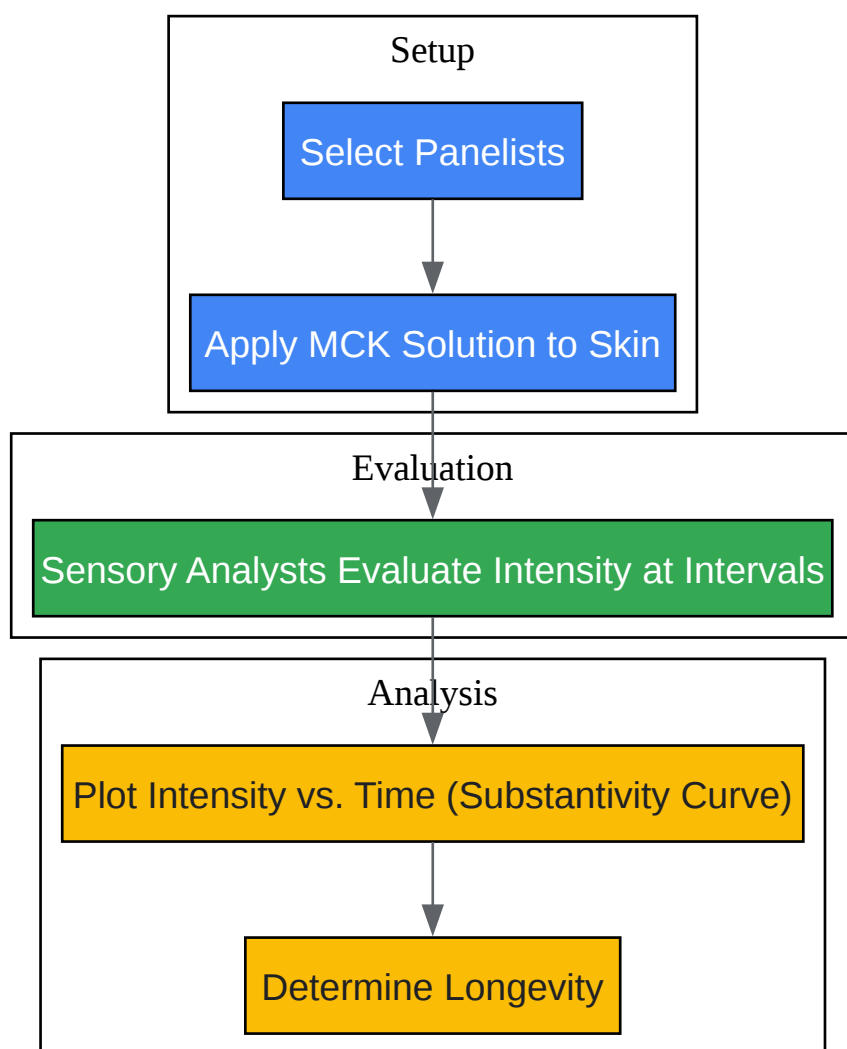 Setup
Select Panelists
Apply MCK Solution to Skin
Evaluation
Sensory Analysts Evaluate Intensity at Intervals
Analysis
Plot Intensity vs. Time (Substantivity Curve)
Determine Longevity